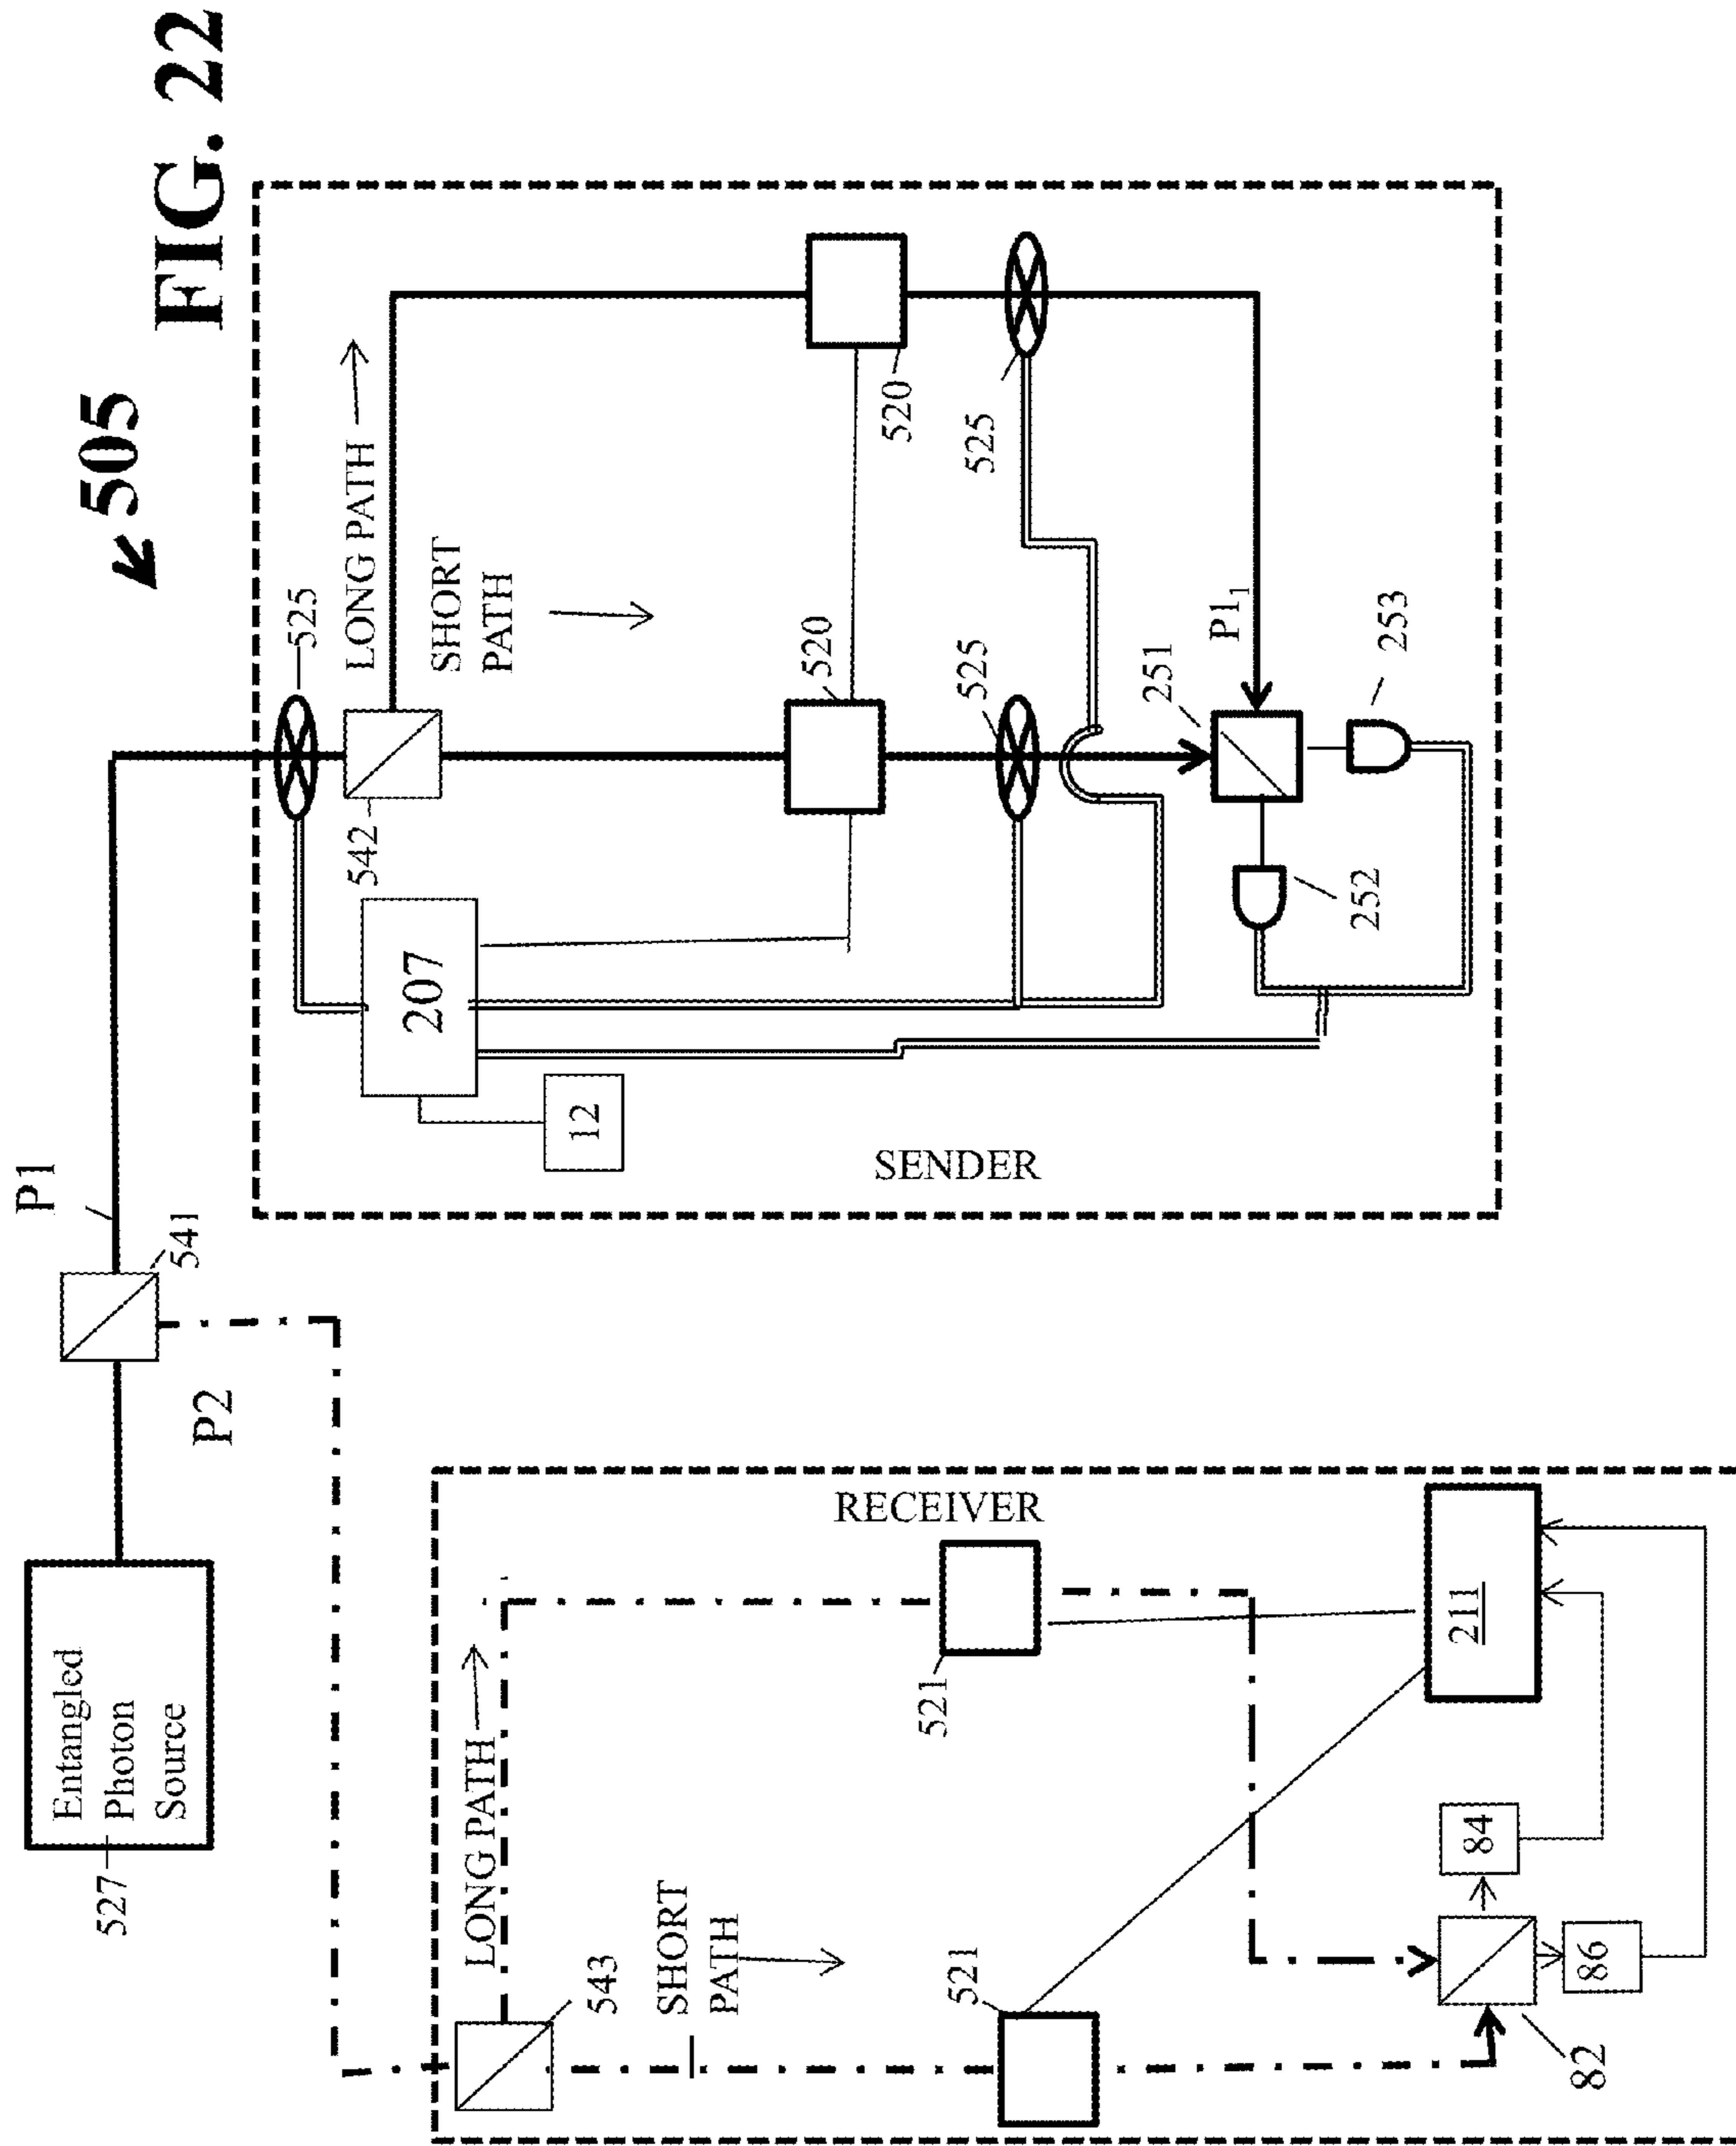 FIG. 22
505
P1
541
P2
Entangled
Photon
Source
527
525
LONG PATH
SHORT
PATH
542
207
12
520
520
525
525
SENDER
251
P1₁
252
253
RECEIVER
LONG PATH
543
SHORT
PATH
521
521
211
84
86
82